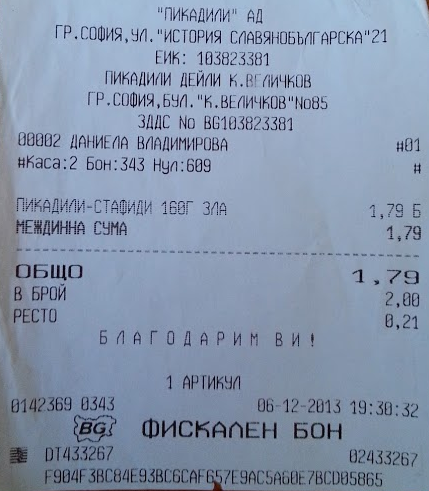 "ПИКАДИЛИ" АД
ГР.СОФИЯ,УЛ."ИСТОРИЯ СЛАВЯНОБЪЛГАРСКА"21
ЕИК: 103823381
ПИКАДИЛИ ДЕЙЛИ К.ВЕЛИЧКОВ
ГР.СОФИЯ,БУЛ."К.ВЕЛИЧКОВ"No85
ЗДДС No BG103823381
00002 ДАНИЕЛА ВЛАДИМИРОВА #01
#Каса:2 Бон:343 Нул:609 #
ПИКАДИЛИ-СТАФИДИ 160Г ЗЛА 1,79 Б
МЕЖДИННА СУМА 1,79
ОБЩО 1,79
В БРОЙ 2,00
РЕСТО 0,21
БЛАГОДАРИМ ВИ!
1 АРТИКУЛ
0142369 0343 06-12-2013 19:30:32
BG ФИСКАЛЕН БОН
DT433267 02433267
F904F3BC84E93BC6CAF657E9AC5A60E7BCD05865